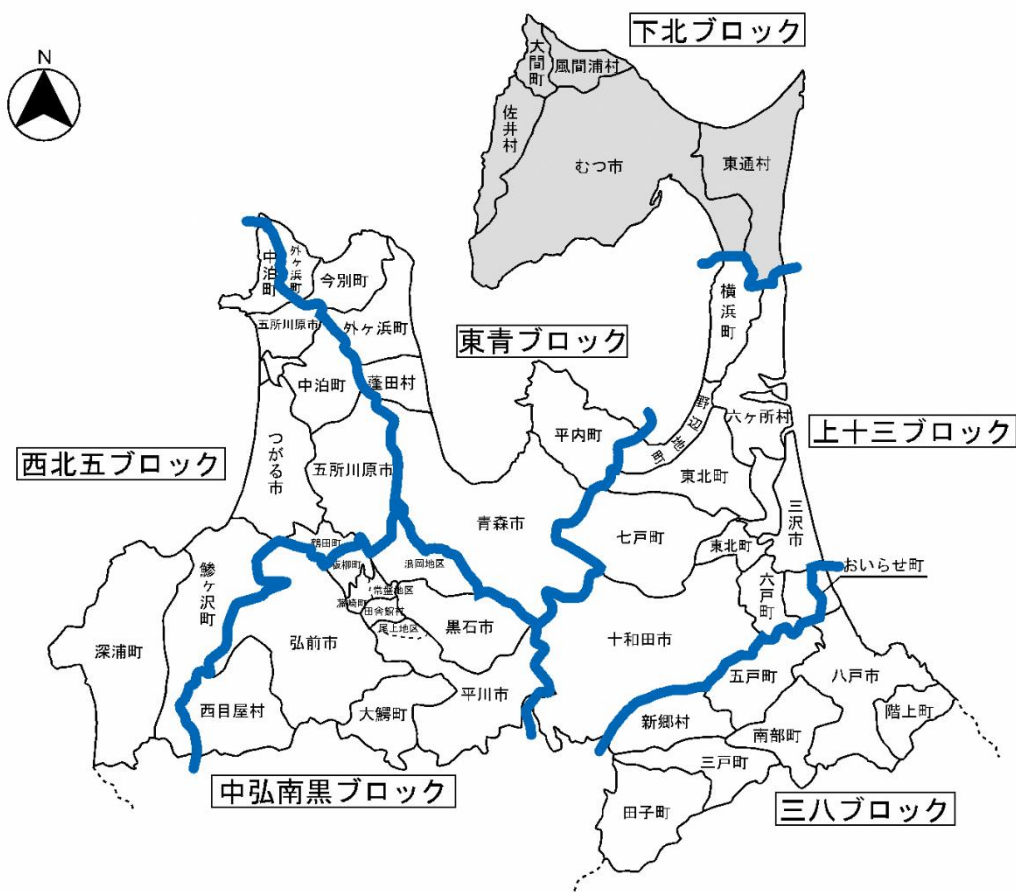 N
下北ブロック
大間町
風間浦村
佐井村
むつ市
東通村
中泊町
外ヶ浜町
今別町
五所川原市
外ヶ浜町
中泊町
蓬田村
東青ブロック
横浜町
野辺地町
六ヶ所村
上十三ブロック
平内町
東北町
西北五ブロック
つがる市
五所川原市
青森市
七戸町
東北町
三沢市
おいらせ町
六戸町
鶴田町
板柳町
浪岡地区
常盤地区
藤崎町
田舎館村
尾上地区
黒石市
鰺ヶ沢町
弘前市
十和田市
深浦町
西目屋村
大鰐町
平川市
五戸町
八戸市
新郷村
南部町
階上町
三戸町
田子町
中弘南黒ブロック
三八ブロック